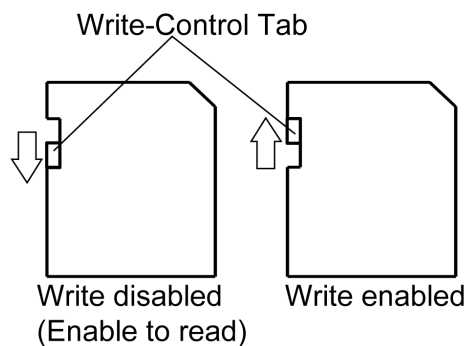 Write-Control Tab
Write disabled
(Enable to read)
Write enabled